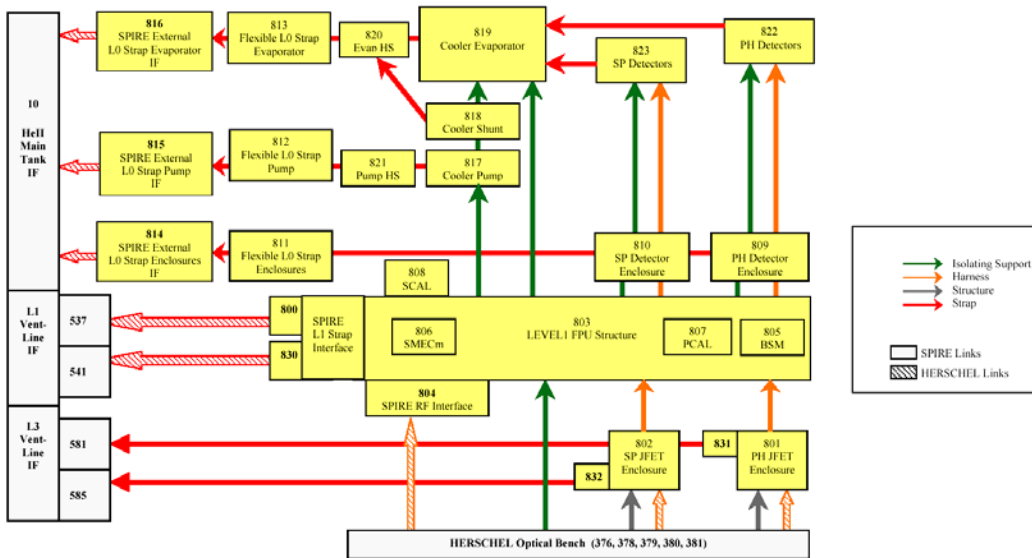 816
SPIRE External
L0 Strap Evaporator
IF
813
Flexible L0 Strap
Evaporator
820
Evan HS
819
Cooler Evaporator
823
SP Detectors
822
PH Detectors
10
HeII
Main
Tank
IF
818
Cooler Shunt
815
SPIRE External
L0 Strap Pump
IF
812
Flexible L0 Strap
Pump
821
Pump HS
817
Cooler Pump
814
SPIRE External
L0 Strap Enclosures
IF
811
Flexible L0 Strap
Enclosures
810
SP Detector
Enclosure
809
PH Detector
Enclosure
808
SCAL
L1
Vent-
Line
IF
537
541
800
830
SPIRE
L1 Strap
Interface
806
SMECm
803
LEVEL1 FPU Structure
807
PCAL
805
BSM
804
SPIRE RF Interface
L3
Vent-
Line
IF
581
585
802
SP JFET
Enclosure
832
831
801
PH JFET
Enclosure
HERSCHEL Optical Bench (376, 378, 379, 380, 381)
Isolating Support
Harness
Structure
Strap
SPIRE Links
HERSCHEL Links